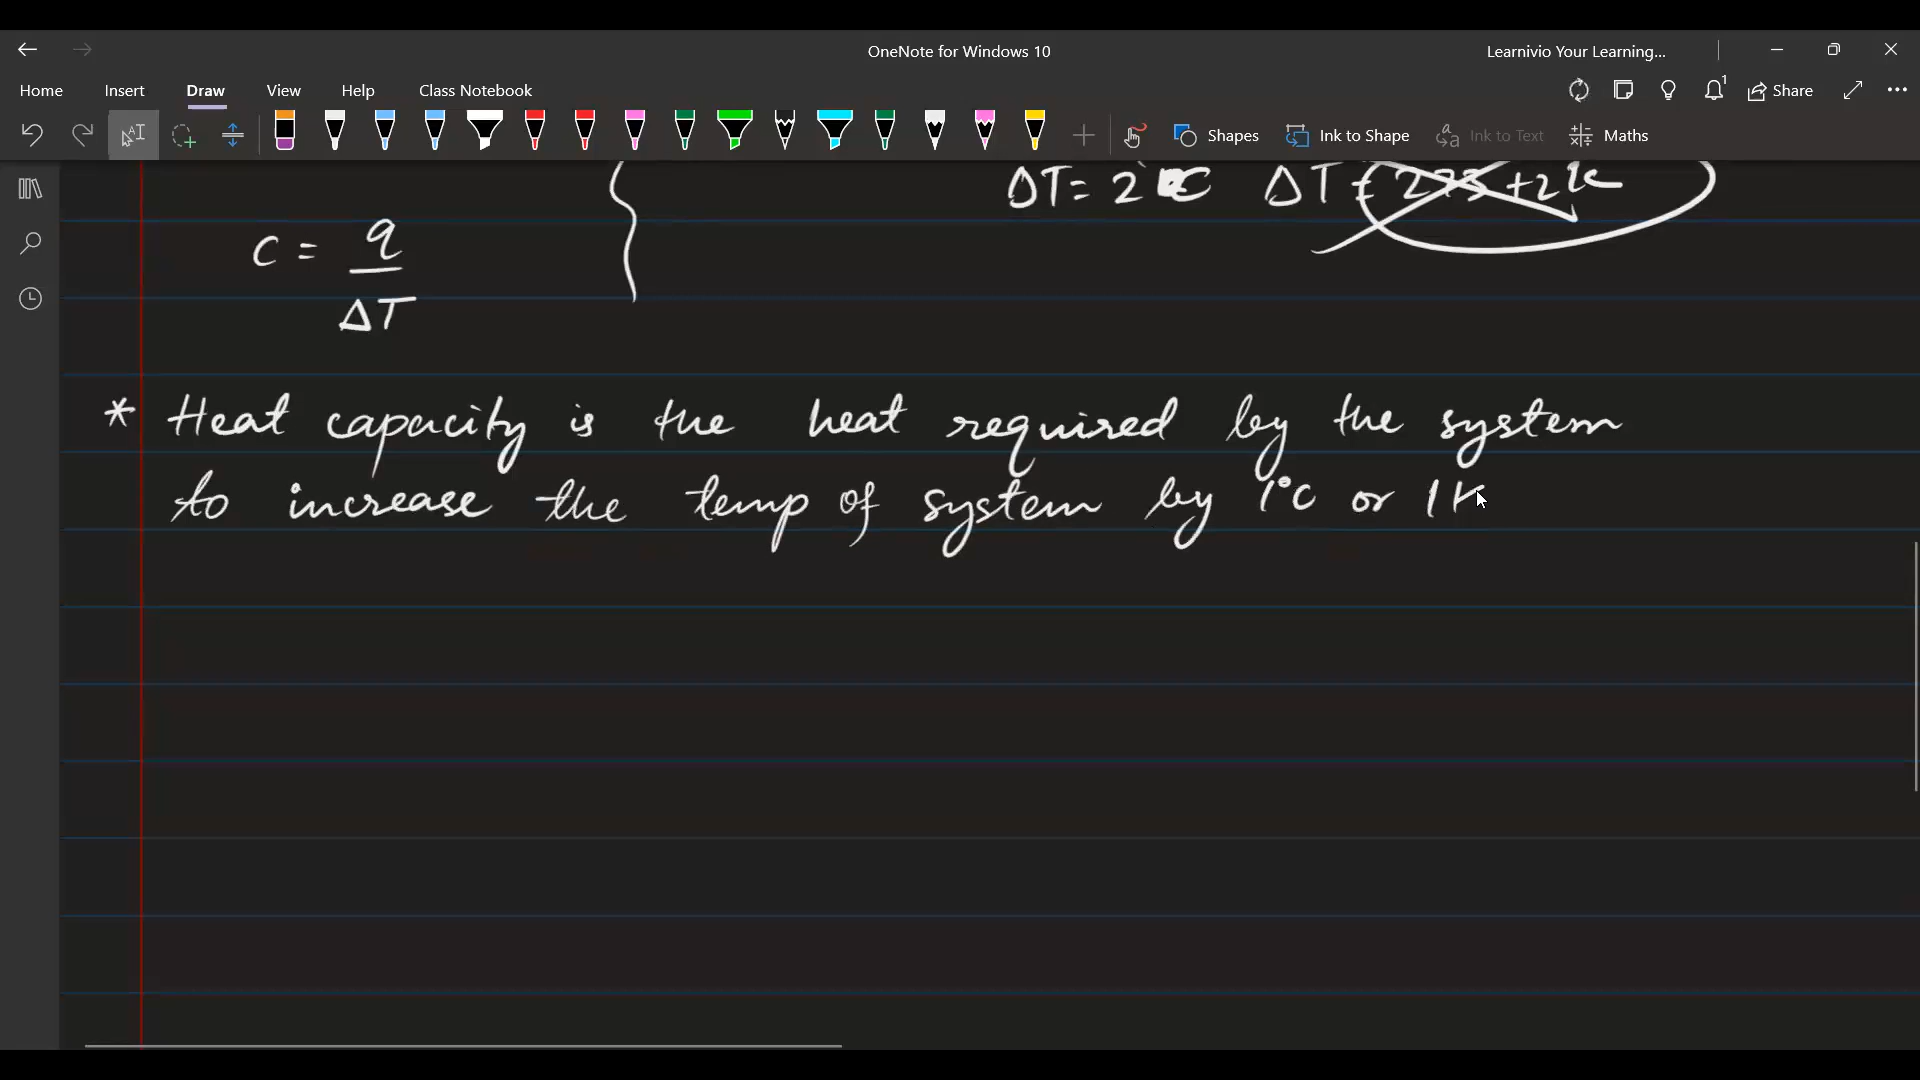 OneNote for Windows 10
Learnivio Your Learning...
Home Insert Draw View Help Class Notebook
1
Share
Shapes
Ink to Shape
Ink to Text
Maths
ΔT = 2°C ΔT =
C = q
ΔT
* Heat capacity is the heat required by the system
to increase the temp of system by 1°C or 1K